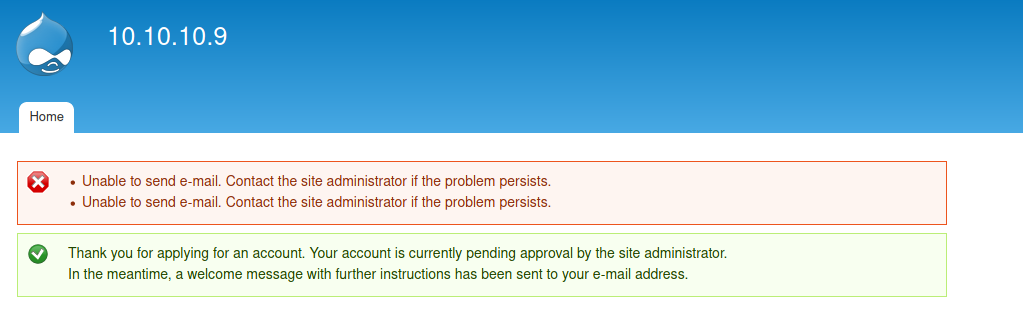 10.10.10.9
Home
Unable to send e-mail. Contact the site administrator if the problem persists.
Unable to send e-mail. Contact the site administrator if the problem persists.
Thank you for applying for an account. Your account is currently pending approval by the site administrator.
In the meantime, a welcome message with further instructions has been sent to your e-mail address.